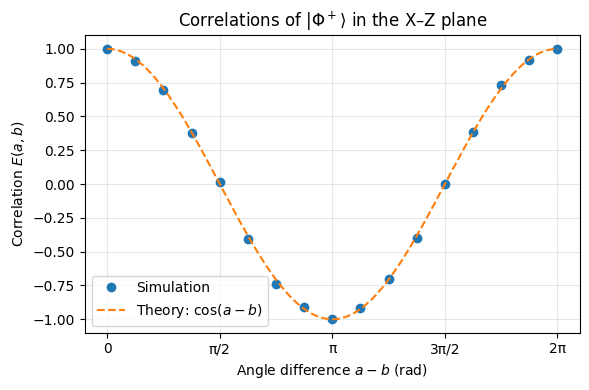 Correlations of |Φ⁺⟩ in the X–Z plane
Correlation E(a, b)
1.00
0.75
0.50
0.25
0.00
−0.25
−0.50
−0.75
−1.00
Simulation
Theory: cos(a − b)
0 π/2 π 3π/2 2π
Angle difference a − b (rad)